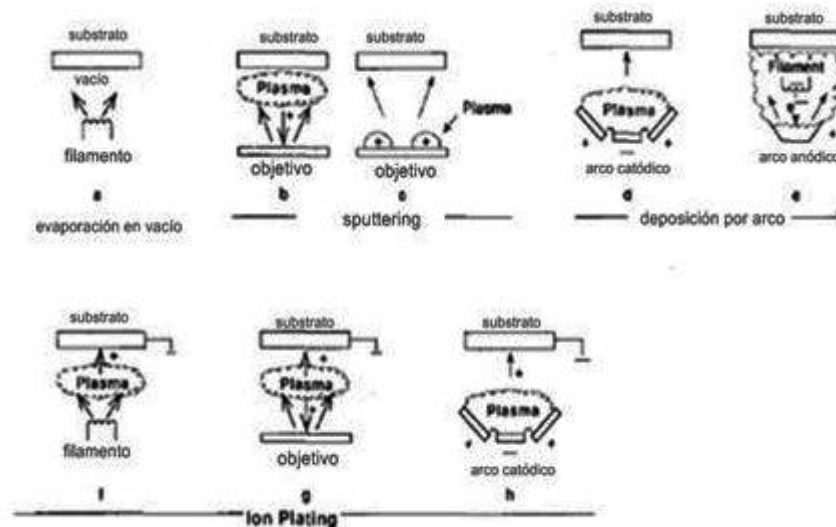 substrato
vacío
filamento
a
evaporación en vacío
substrato
Plasma
+
objetivo
b
substrato
Plasma
+ +
objetivo
c
sputtering
substrato
Plasma
+ — +
arco catódico
d
substrato
Filament
arco anódico
e
deposición por arco
substrato
+
Plasma
filamento
f
substrato
+
Plasma
+
objetivo
g
substrato
+
Plasma
+ — +
arco catódico
h
Ion Plating